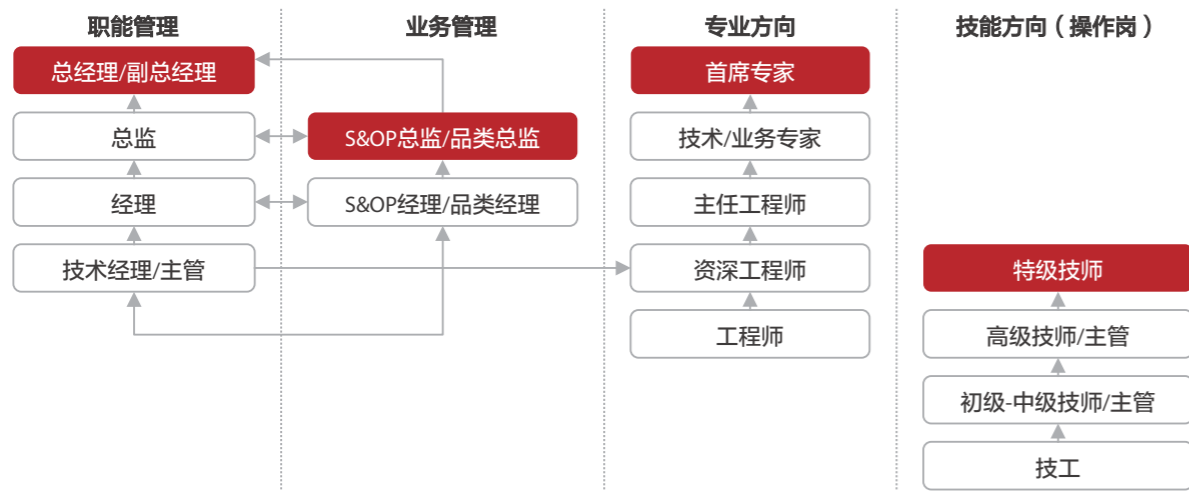 职能管理
业务管理
专业方向
技能方向（操作岗）
总经理/副总经理
首席专家
总监
S&OP总监/品类总监
技术/业务专家
经理
S&OP经理/品类经理
主任工程师
技术经理/主管
资深工程师
特级技师
工程师
高级技师/主管
初级-中级技师/主管
技工